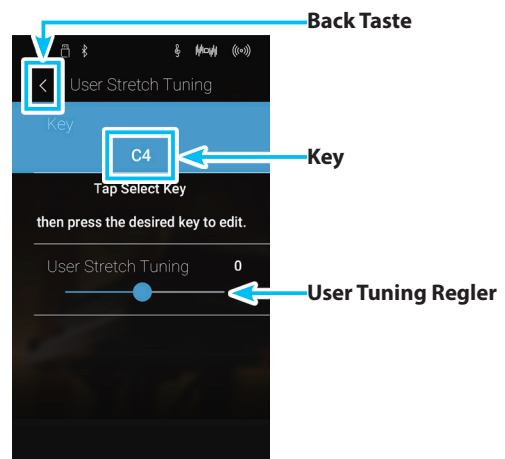 Back Taste
User Stretch Tuning
Key
C4
Key
Tap Select Key
then press the desired key to edit.
User Stretch Tuning 0
User Tuning Regler